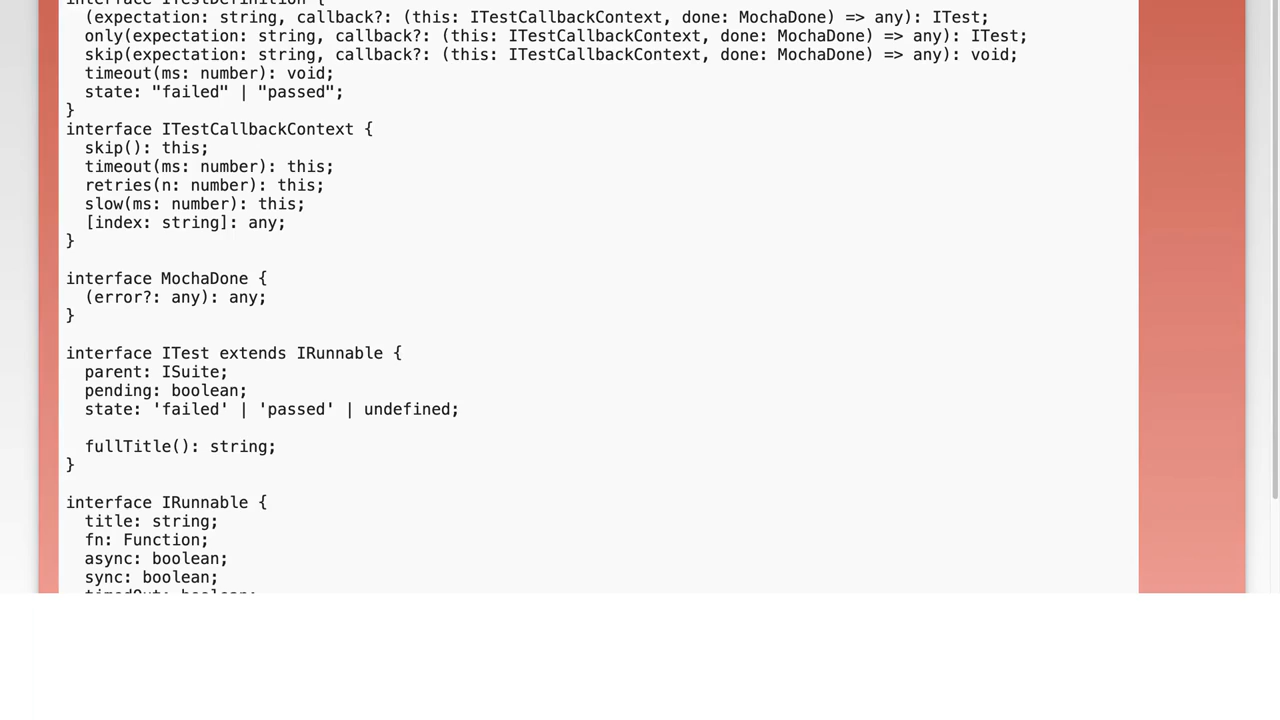 interface ITestDefinition {
  (expectation: string, callback?: (this: ITestCallbackContext, done: MochaDone) => any): ITest;
  only(expectation: string, callback?: (this: ITestCallbackContext, done: MochaDone) => any): ITest;
  skip(expectation: string, callback?: (this: ITestCallbackContext, done: MochaDone) => any): void;
  timeout(ms: number): void;
  state: "failed" | "passed";
}
interface ITestCallbackContext {
  skip(): this;
  timeout(ms: number): this;
  retries(n: number): this;
  slow(ms: number): this;
  [index: string]: any;
}
interface MochaDone {
  (error?: any): any;
}
interface ITest extends IRunnable {
  parent: ISuite;
  pending: boolean;
  state: 'failed' | 'passed' | undefined;
  fullTitle(): string;
}
interface IRunnable {
  title: string;
  fn: Function;
  async: boolean;
  sync: boolean;
  timedOut: boolean;